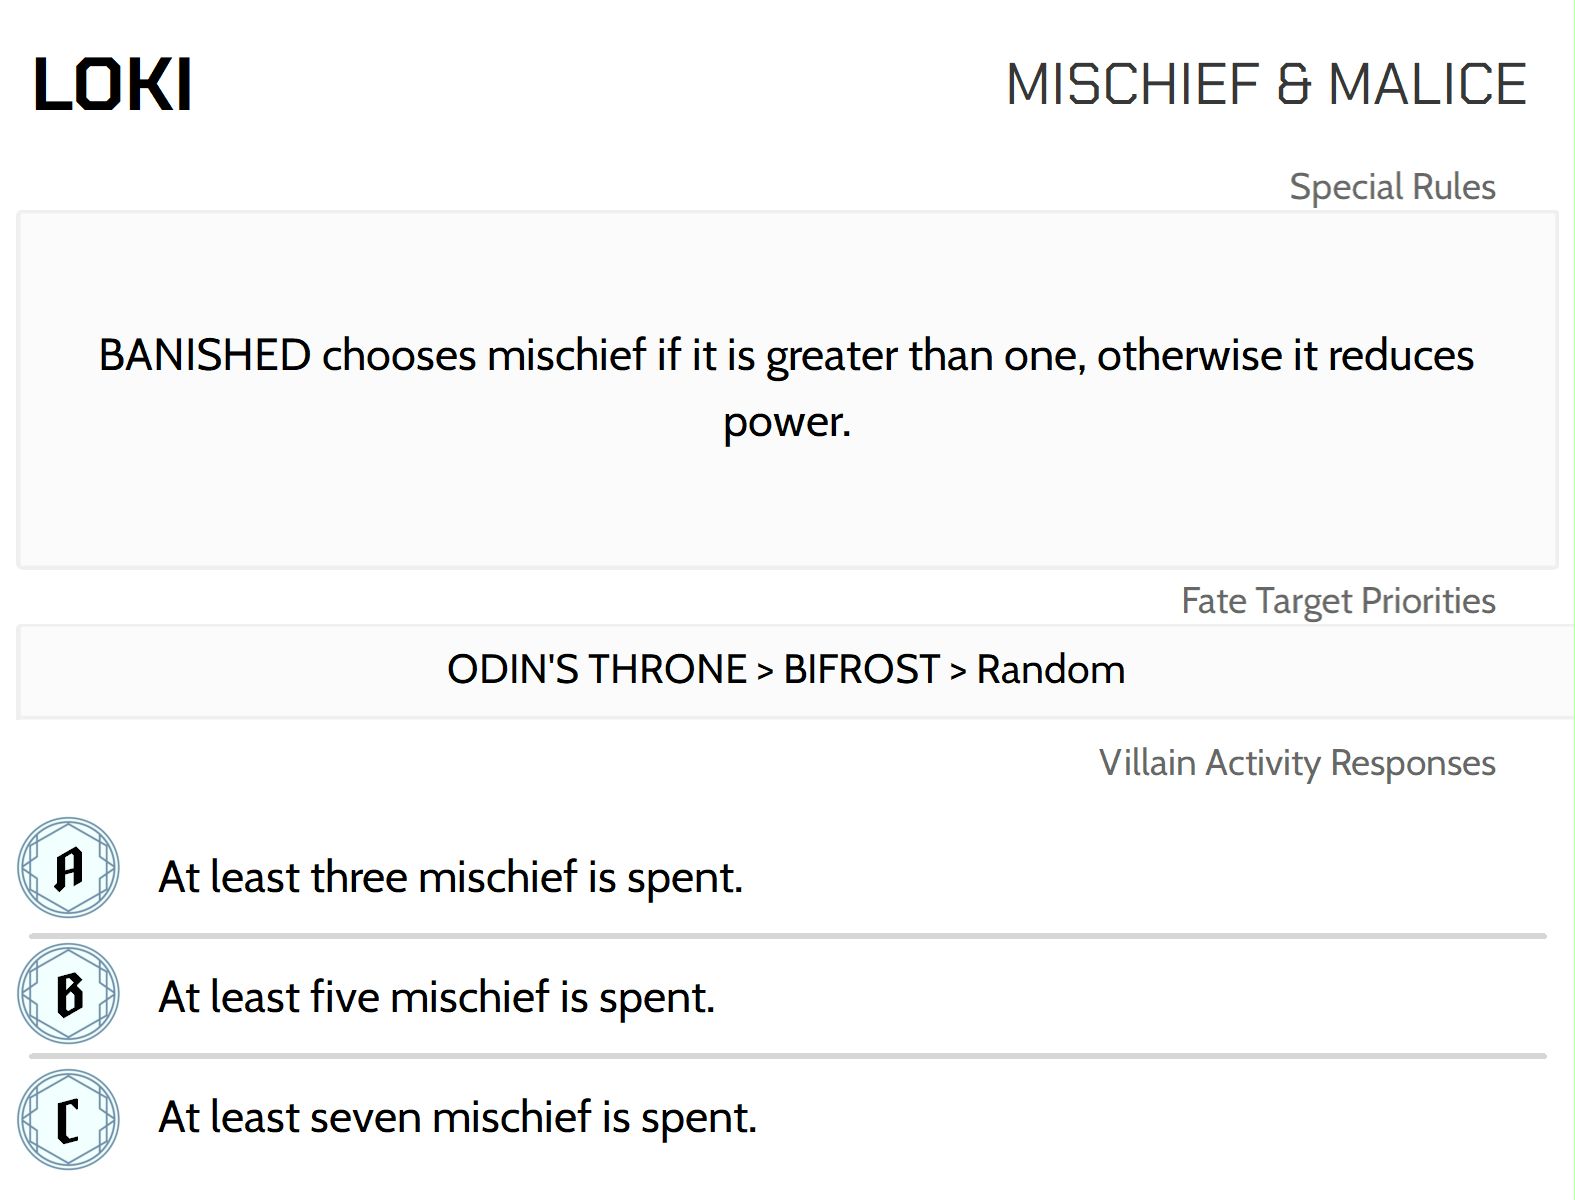 LOKI
MISCHIEF & MALICE
Special Rules
BANISHED chooses mischief if it is greater than one, otherwise it reduces
power.
Fate Target Priorities
ODIN'S THRONE > BIFROST > Random
Villain Activity Responses
A At least three mischief is spent.
B At least five mischief is spent.
C At least seven mischief is spent.